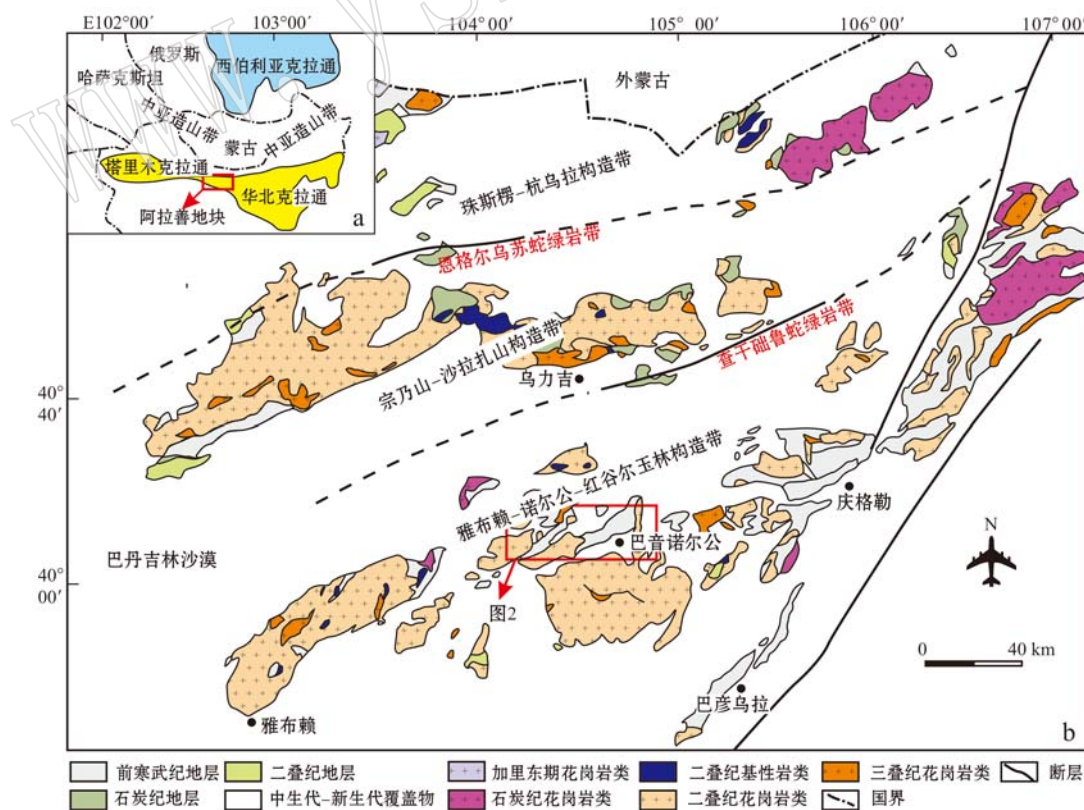 E102°00′ 103°00′ 104°00′ 105°00′ 106°00′ 107°00′
俄罗斯
西伯利亚克拉通
哈萨克斯坦
中亚造山带
蒙古
中亚造山带
塔里木克拉通
华北克拉通
阿拉善地块
a
外蒙古
珠斯楞-杭乌拉构造带
恩格尔乌苏蛇绿岩带
宗乃山-沙拉扎山构造带
查干础鲁蛇绿岩带
乌力吉
40°
40′
雅布赖-诺尔公-红谷尔玉林构造带
庆格勒
巴丹吉林沙漠
巴音诺尔公
N
40°
00′
图2
0 40 km
巴彦乌拉
雅布赖
b
前寒武纪地层 二叠纪地层 加里东期花岗岩类 二叠纪基性岩类 三叠纪花岗岩类 断层
石炭纪地层 中生代-新生代覆盖物 石炭纪花岗岩类 二叠纪花岗岩类 国界